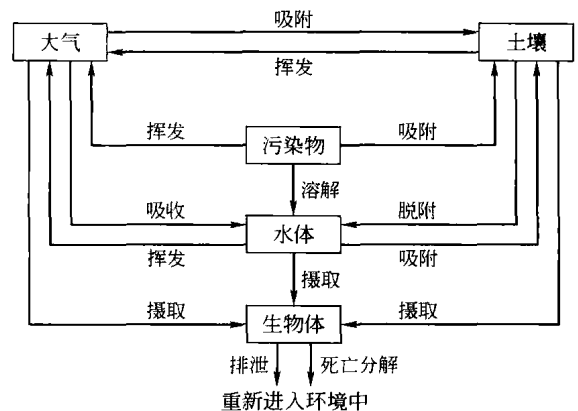 吸附
大气
土壤
挥发
挥发
污染物
吸附
溶解
吸收
脱附
水体
挥发
吸附
摄取
摄取
摄取
生物体
排泄
死亡分解
重新进入环境中